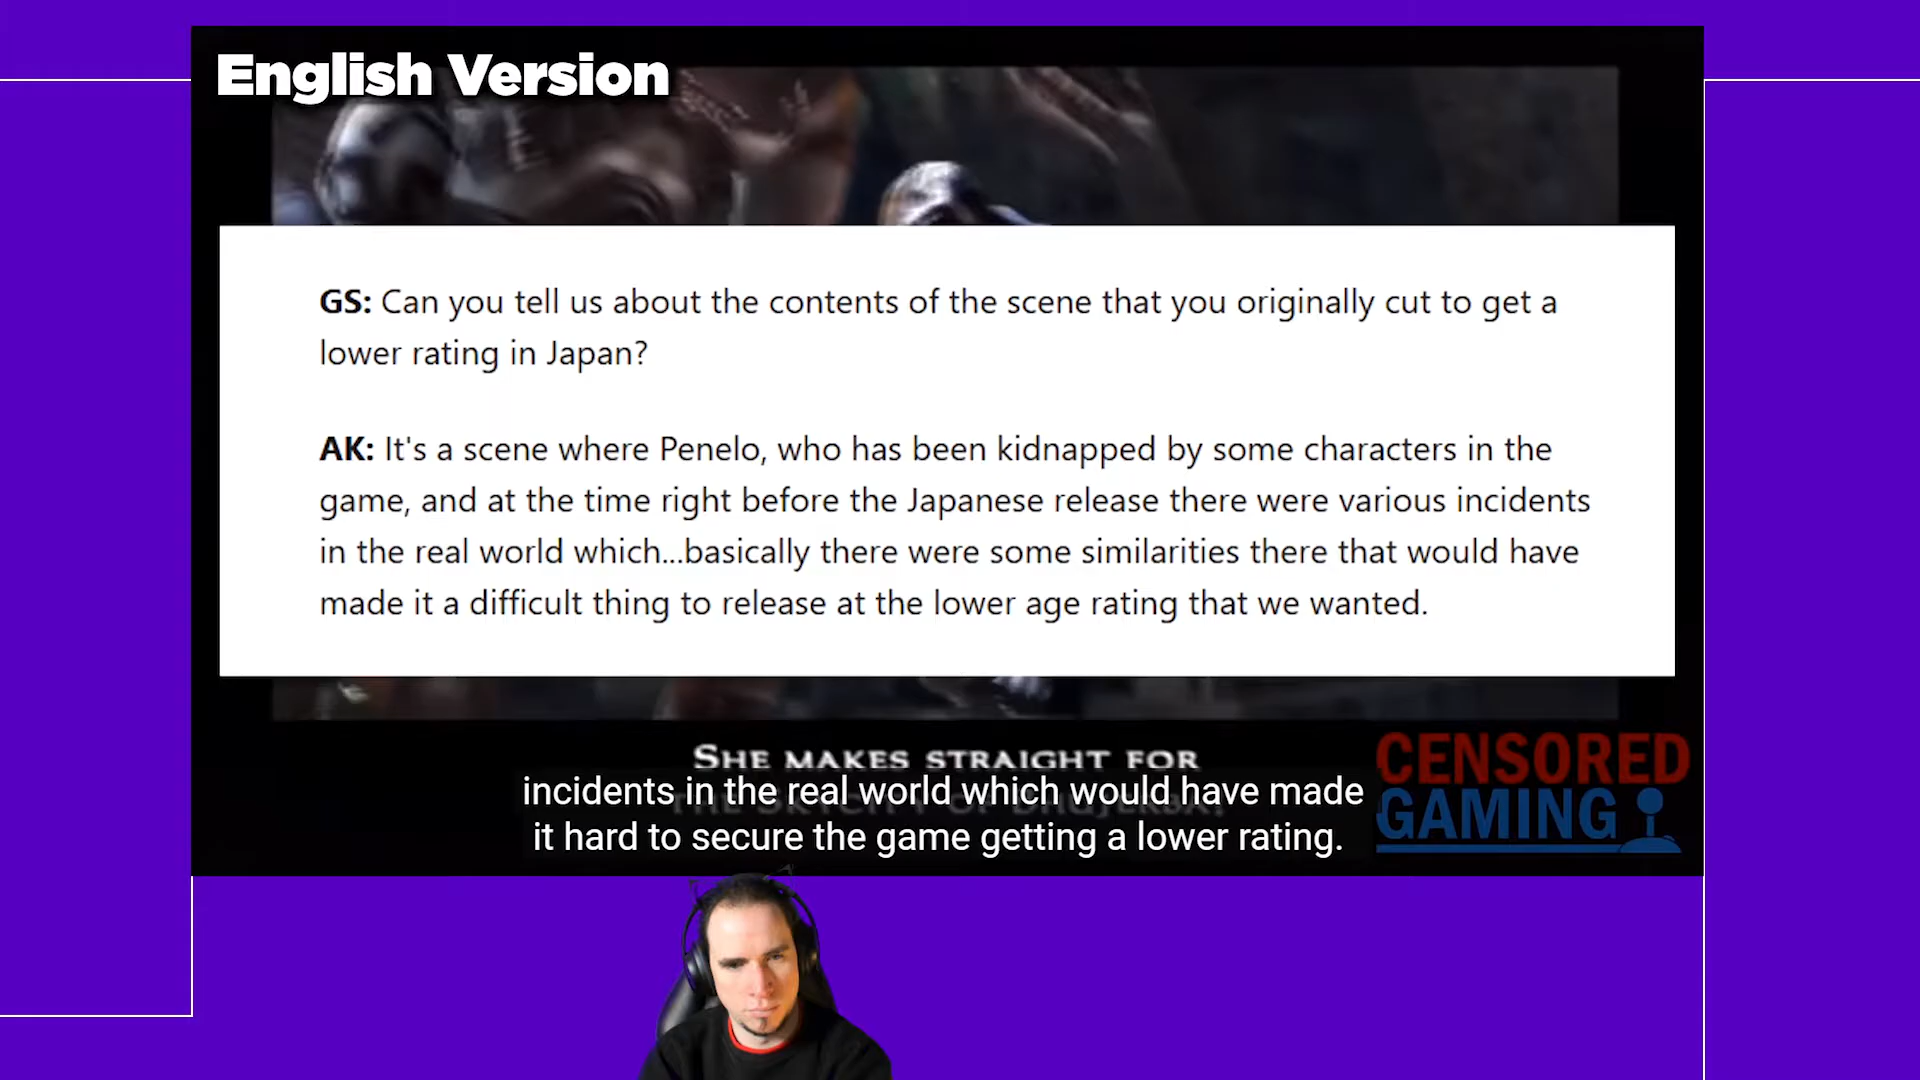 English Version
GS: Can you tell us about the contents of the scene that you originally cut to get a
lower rating in Japan?
AK: It's a scene where Penelo, who has been kidnapped by some characters in the
game, and at the time right before the Japanese release there were various incidents
in the real world which...basically there were some similarities there that would have
made it a difficult thing to release at the lower age rating that we wanted.
SHE MAKES STRAIGHT FOR
incidents in the real world which would have made
it hard to secure the game getting a lower rating.
CENSORED
GAMING